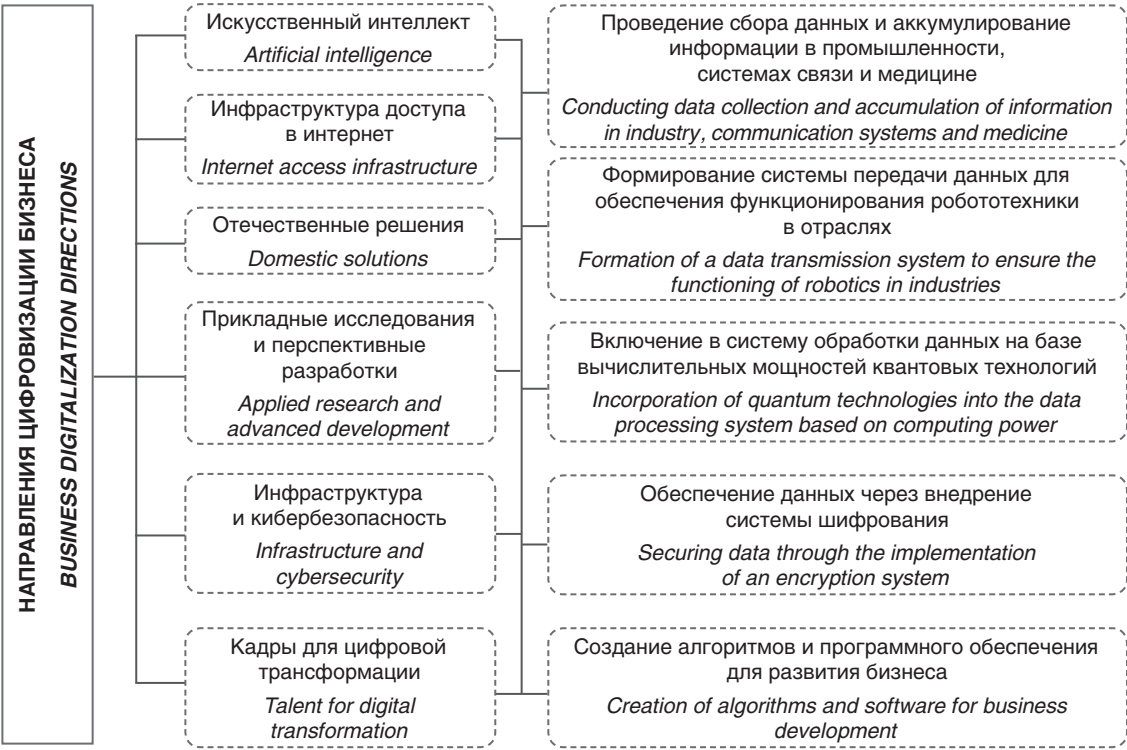 НАПРАВЛЕНИЯ ЦИФРОВИЗАЦИИ БИЗНЕСА
BUSINESS DIGITALIZATION DIRECTIONS
Искусственный интеллект
Artificial intelligence
Инфраструктура доступа
в интернет
Internet access infrastructure
Отечественные решения
Domestic solutions
Прикладные исследования
и перспективные
разработки
Applied research and
advanced development
Инфраструктура
и кибербезопасность
Infrastructure and
cybersecurity
Кадры для цифровой
трансформации
Talent for digital
transformation
Проведение сбора данных и аккумулирование
информации в промышленности,
системах связи и медицине
Conducting data collection and accumulation of information
in industry, communication systems and medicine
Формирование системы передачи данных для
обеспечения функционирования робототехники
в отраслях
Formation of a data transmission system to ensure the
functioning of robotics in industries
Включение в систему обработки данных на базе
вычислительных мощностей квантовых технологий
Incorporation of quantum technologies into the data
processing system based on computing power
Обеспечение данных через внедрение
системы шифрования
Securing data through the implementation
of an encryption system
Создание алгоритмов и программного обеспечения
для развития бизнеса
Creation of algorithms and software for business
development